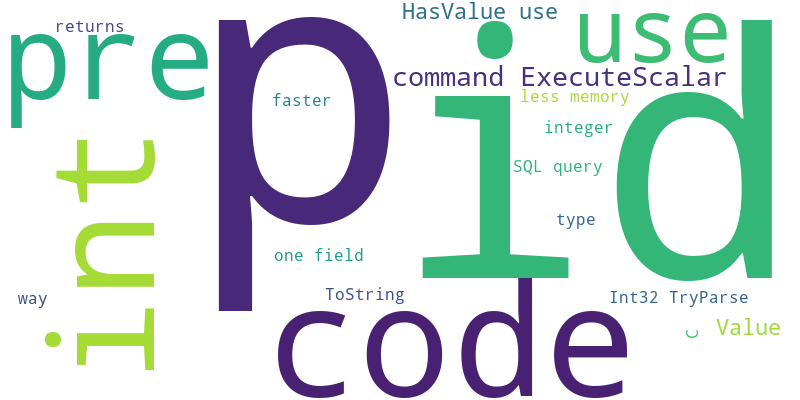 returns
pre
HasValue use
use
command ExecuteScalar
less memory
faster
p
id
integer
SQL query
int
type
one field
way
ToString
Int32 TryParse
c
Value
code